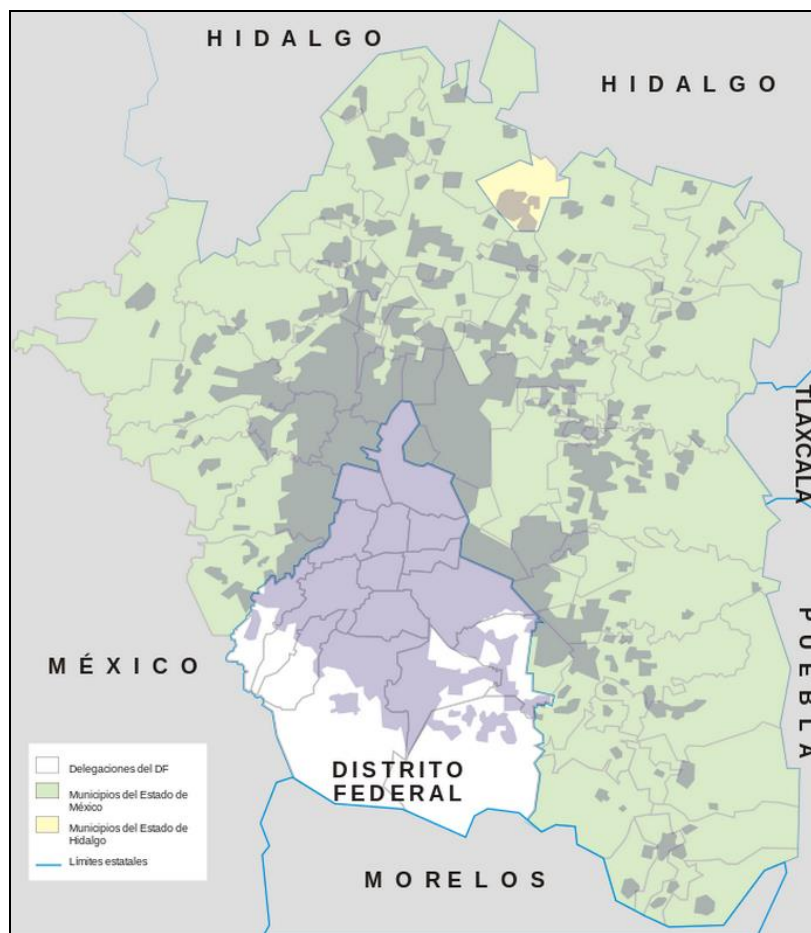 HIDALGO
HIDALGO
TLAXCALA
PUEBLA
MÉXICO
DISTRITO
FEDERAL
MORELOS
Delegaciones del DF
Municipios del Estado de
México
Municipios del Estado de
Hidalgo
Límites estatales